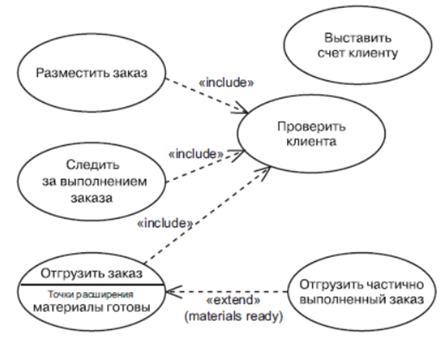 Выставить
счет клиенту
Разместить заказ
«include»
Проверить
клиента
«include»
Следить
за выполнением
заказа
«include»
Отгрузить заказ
Точки расширения
материалы готовы
«extend»
(materials ready)
Отгрузить частично
выполненный заказ